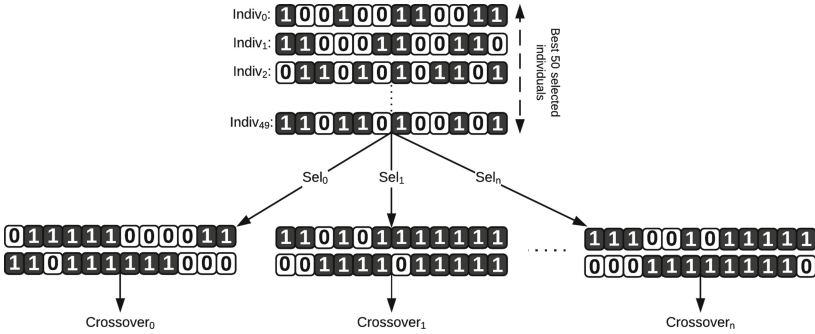 Indiv₀: 100100110011
Indiv₁: 110001100110
Indiv₂: 011010101101
Indiv₄₉: 110110100101
Best 50 selected
individuals
Sel₀
Sel₁
Selₙ
011111000011
110111111000
110101111111
001111011111
111001011111
000111111110
Crossover₀
Crossover₁
Crossoverₙ